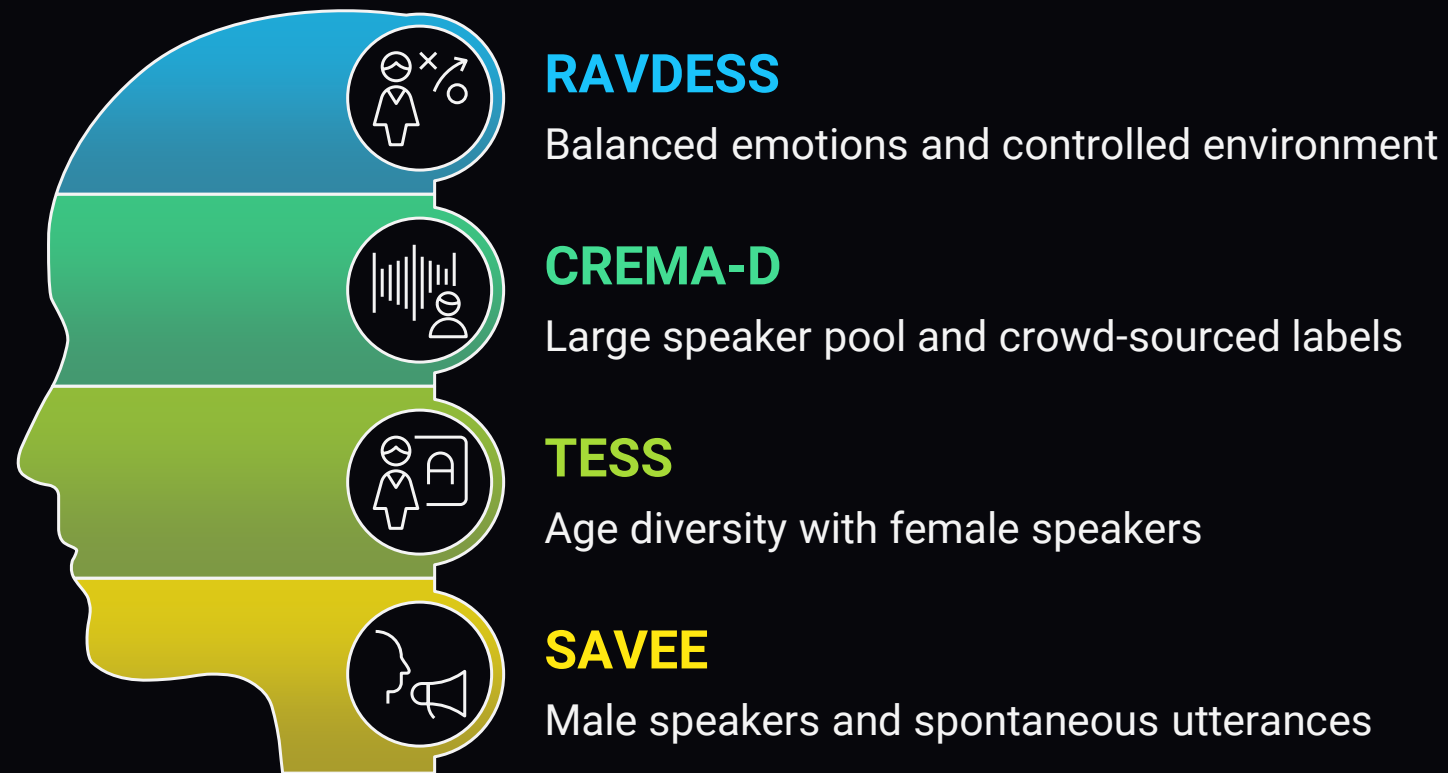 RAVDESS
Balanced emotions and controlled environment
CREMA-D
Large speaker pool and crowd-sourced labels
TESS
Age diversity with female speakers
SAVEE
Male speakers and spontaneous utterances